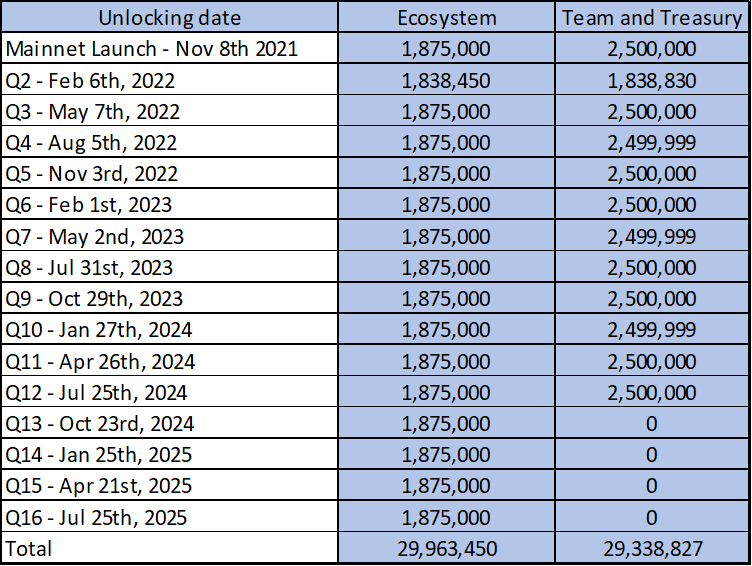 Unlocking date Ecosystem Team and Treasury
Mainnet Launch - Nov 8th 2021 1,875,000 2,500,000
Q2 - Feb 6th, 2022 1,838,450 1,838,830
Q3 - May 7th, 2022 1,875,000 2,500,000
Q4 - Aug 5th, 2022 1,875,000 2,499,999
Q5 - Nov 3rd, 2022 1,875,000 2,500,000
Q6 - Feb 1st, 2023 1,875,000 2,500,000
Q7 - May 2nd, 2023 1,875,000 2,499,999
Q8 - Jul 31st, 2023 1,875,000 2,500,000
Q9 - Oct 29th, 2023 1,875,000 2,500,000
Q10 - Jan 27th, 2024 1,875,000 2,499,999
Q11 - Apr 26th, 2024 1,875,000 2,500,000
Q12 - Jul 25th, 2024 1,875,000 2,500,000
Q13 - Oct 23rd, 2024 1,875,000 0
Q14 - Jan 25th, 2025 1,875,000 0
Q15 - Apr 21st, 2025 1,875,000 0
Q16 - Jul 25th, 2025 1,875,000 0
Total 29,963,450 29,338,827